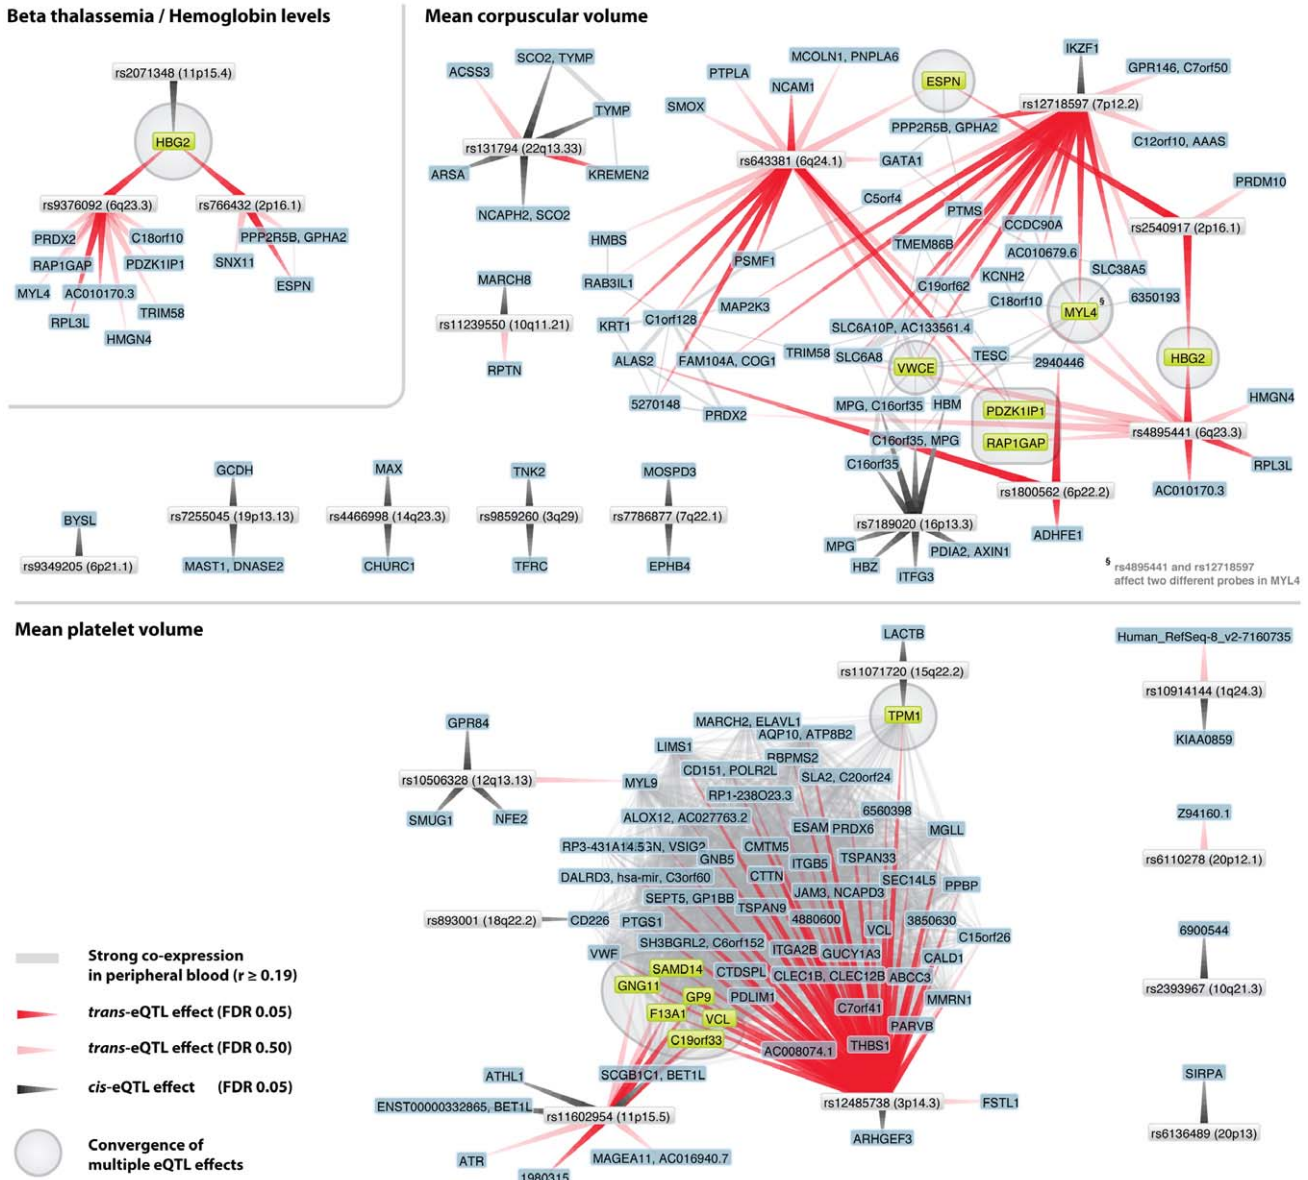 Beta thalassemia / Hemoglobin levels
rs2071348 (11p15.4)
HBG2
rs9376092 (6q23.3)
rs766432 (2p16.1)
PRDX2
C18orf10
PPP2R5B, GPHA2
RAP1GAP
PDZK1IP1
SNX11
MYL4
AC010170.3
ESPN
RPL3L
TRIM58
HMGN4
Mean corpuscular volume
ACSS3
SCO2, TYMP
TYMP
rs131794 (22q13.33)
ARSA
KREMEN2
NCAPH2, SCO2
MARCH8
rs11239550 (10q11.21)
RPTN
MCOLN1, PNPLA6
PTPLA
NCAM1
SMOX
ESPN
IKZF1
GPR146, C7orf50
rs12718597 (7p12.2)
PPP2R5B, GPHA2
C12orf10, AAAS
rs643381 (6q24.1)
GATA1
C5orf4
PRDM10
PTMS
CCDC90A
rs2540917 (2p16.1)
HMBS
TMEM86B
AC010679.6
PSMF1
SLC38A5
RAB3IL1
KCNH2
C19orf62
C18orf10
6350193
MAP2K3
MYL4
§
KRT1
C1orf128
SLC6A10P, AC133561.4
ALAS2
FAM104A, COG1
TRIM58
SLC6A8
TESC
2940446
HBG2
VWCE
5270148
PRDX2
MPG, C16orf35
HBM
PDZK1IP1
HMGN4
rs4895441 (6q23.3)
C16orf35, MPG
RAP1GAP
C16orf35
RPL3L
rs1800562 (6p22.2)
AC010170.3
rs7189020 (16p13.3)
ADHFE1
MPG
PDIA2, AXIN1
HBZ
ITFG3
§ rs4895441 and rs12718597
affect two different probes in MYL4
BYSL
rs9349205 (6p21.1)
GCDH
rs7255045 (19p13.13)
MAST1, DNASE2
MAX
rs4466998 (14q23.3)
CHURC1
TNK2
rs9859260 (3q29)
TFRC
MOSPD3
rs7786877 (7q22.1)
EPHB4
Mean platelet volume
LACTB
rs11071720 (15q22.2)
TPM1
GPR84
rs10506328 (12q13.13)
SMUG1
NFE2
MARCH2, ELAVL1
AQP10, ATP8B2
LIMS1
RBPMS2
CD151, POLR2L
SLA2, C20orf24
MYL9
RP1-238O23.3
6560398
ALOX12, AC027763.2
ESAM
PRDX6
MGLL
RP3-431A14.5
GN, VSIG2
CMTM5
GNB5
ITGB5
TSPAN33
DALRD3, hsa-mir, C3orf60
CTTN
SEC14L5
PPBP
JAM3, NCAPD3
SEPT5, GP1BB
TSPAN9
rs893001 (18q22.2)
CD226
PTGS1
4880600
3850630
VCL
C15orf26
SH3BGRL2, C6orf152
ITGA2B
GUCY1A3
VWF
CALD1
SAMD14
CTDSPL
CLEC1B, CLEC12B
ABCC3
GNG11
GP9
PDLIM1
MMRN1
F13A1
VCL
C7orf41
PARVB
C19orf33
AC008074.1
THBS1
ATHL1
SCGB1C1, BET1L
ENST00000332865, BET1L
rs11602954 (11p15.5)
rs12485738 (3p14.3)
FSTL1
ARHGEF3
ATR
MAGEA11, AC016940.7
1980315
Human_RefSeq-8_v2-7160735
rs10914144 (1q24.3)
KIAA0859
Z94160.1
rs6110278 (20p12.1)
6900544
rs2393967 (10q21.3)
SIRPA
rs6136489 (20p13)
Strong co-expression
in peripheral blood (r ≥ 0.19)
trans-eQTL effect (FDR 0.05)
trans-eQTL effect (FDR 0.50)
cis-eQTL effect (FDR 0.05)
Convergence of
multiple eQTL effects